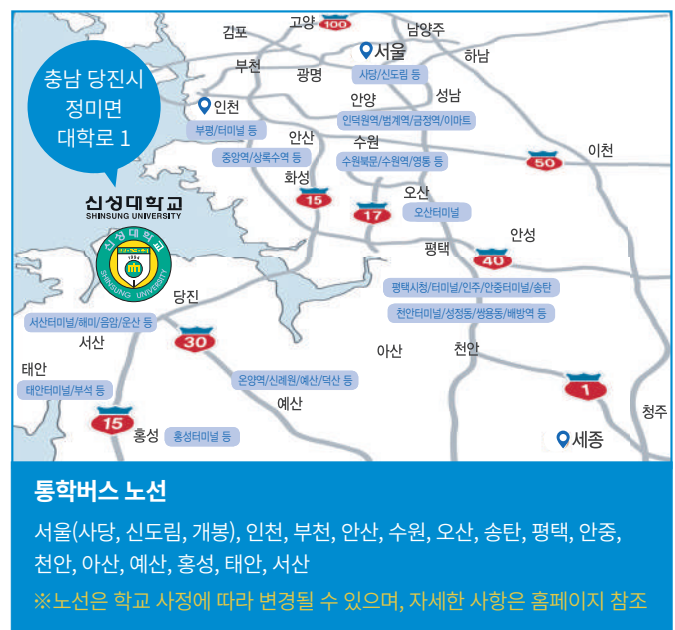 충남 당진시
정미면
대학로 1
신성대학교
SHINSUNG UNIVERSITY
신성대학교
1994
SHINSUNG UNIVERSITY
고양
100
남양주
김포
서울
하남
부천
광명
사당/신도림 등
성남
인천
안양
인덕원역/범계역/금정역/이마트
부평/터미널 등
안산
수원
이천
중앙역/상록수역 등
수원북문/수원역/영통 등
50
화성
15
17
오산
오산터미널
평택
안성
40
평택시청/터미널/인주/안중터미널/송탄
당진
천안터미널/성정동/쌍용동/배방역 등
서산터미널/해미/음암/운산 등
서산
30
아산
천안
태안
태안터미널/부석 등
온양역/신례원/예산/덕산 등
예산
1
청주
15
홍성
홍성터미널 등
세종
통학버스 노선
서울(사당, 신도림, 개봉), 인천, 부천, 안산, 수원, 오산, 송탄, 평택, 안중,
천안, 아산, 예산, 홍성, 태안, 서산
※노선은 학교 사정에 따라 변경될 수 있으며, 자세한 사항은 홈페이지 참조